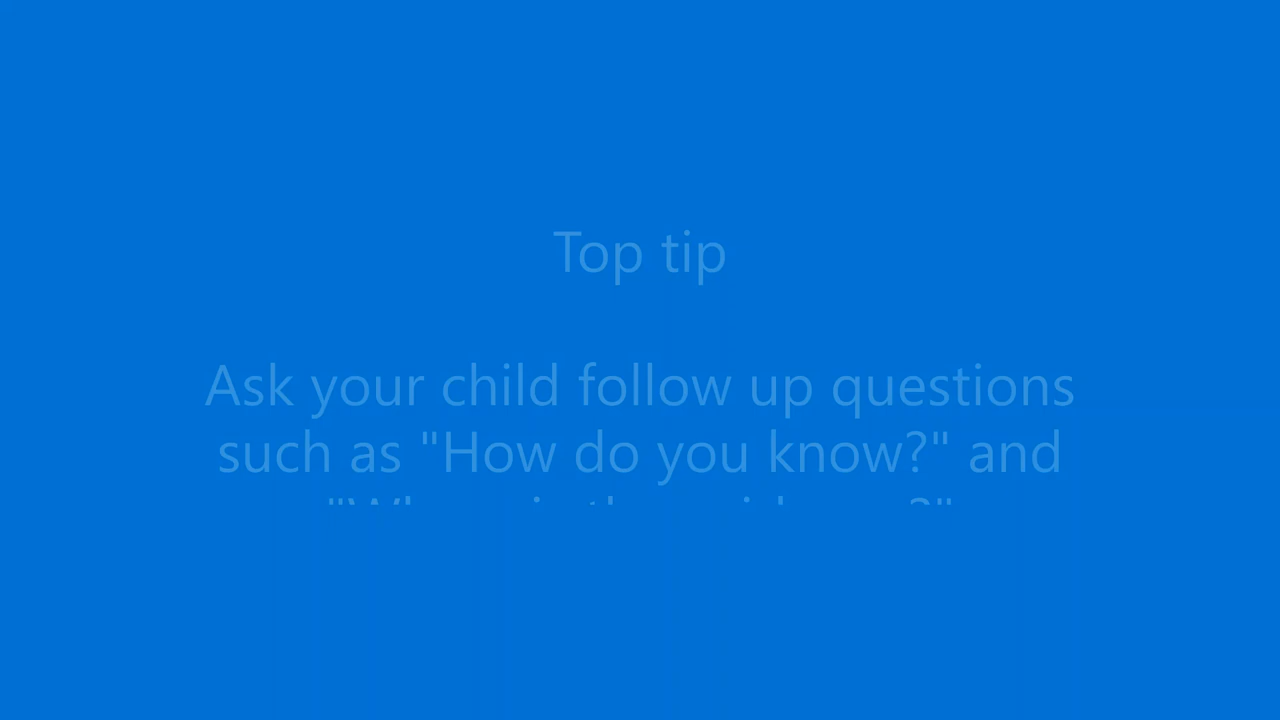 Top tip
Ask your child follow up questions
such as "How do you know?" and